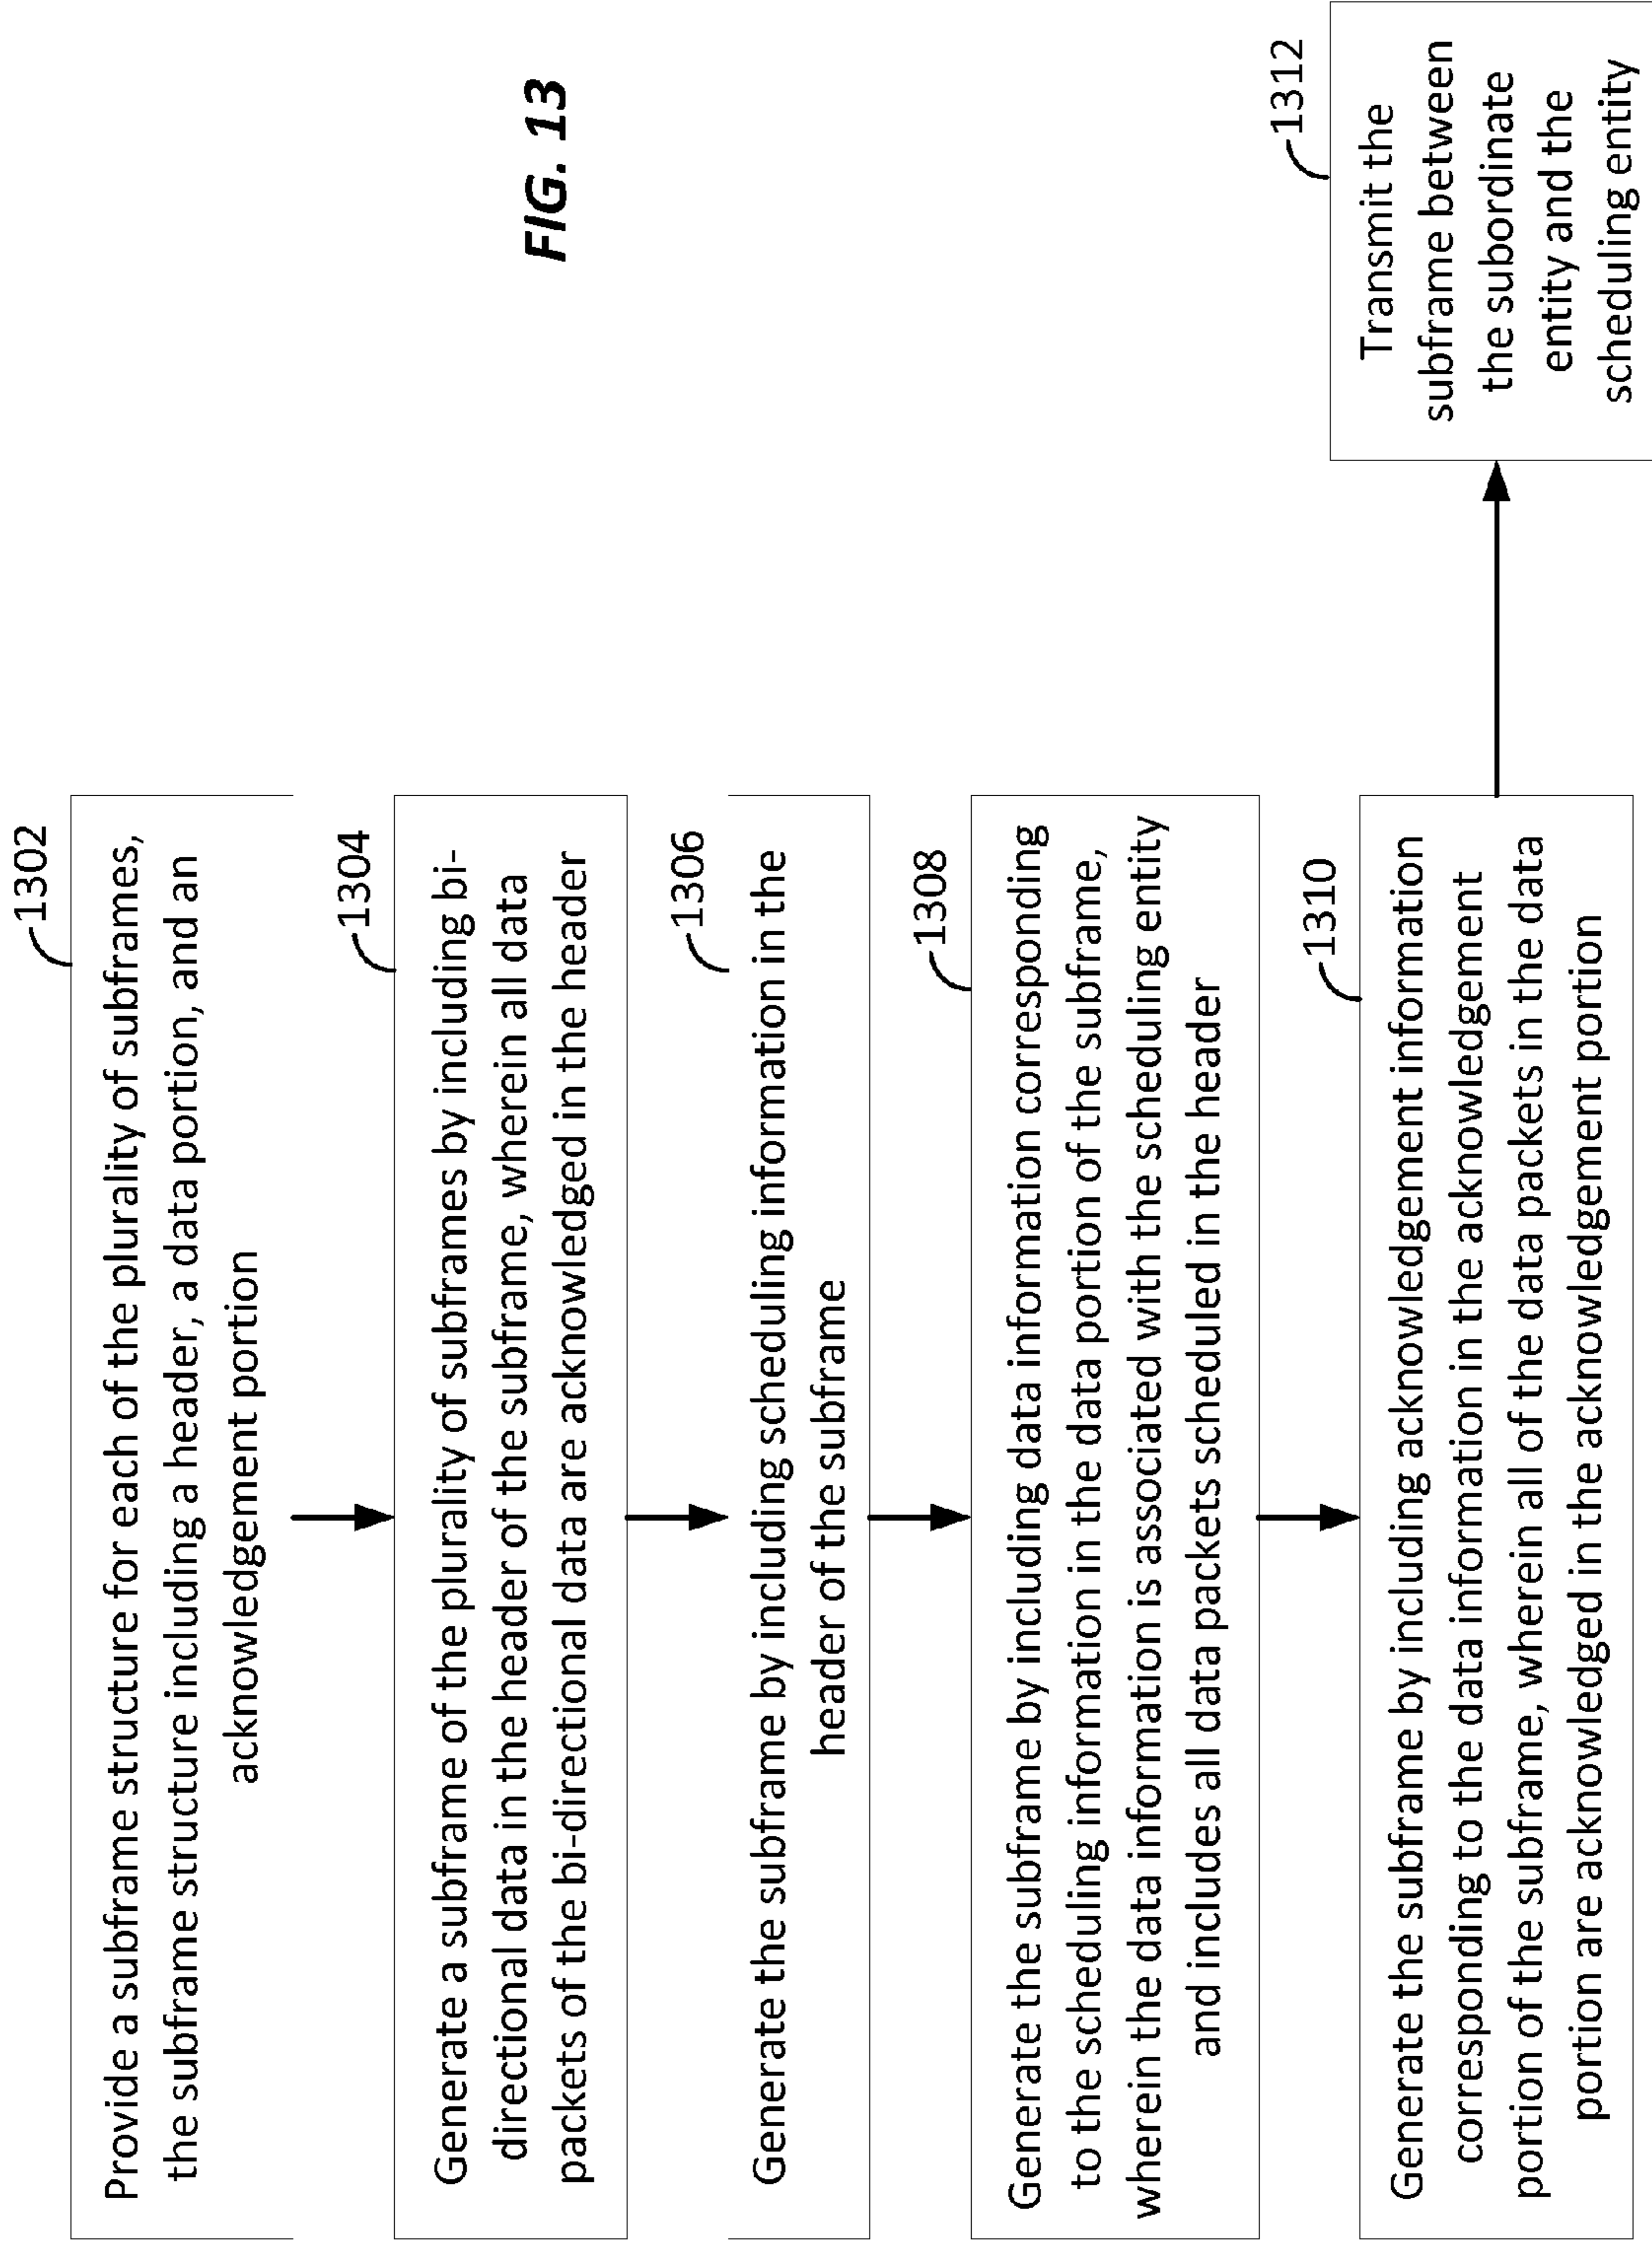 1302
Provide a subframe structure for each of the plurality of subframes,
the subframe structure including a header, a data portion, and an
acknowledgement portion
1304
Generate a subframe of the plurality of subframes by including bi-
directional data in the header of the subframe, wherein all data
packets of the bi-directional data are acknowledged in the header
1306
Generate the subframe by including scheduling information in the
header of the subframe
1308
Generate the subframe by including data information corresponding
to the scheduling information in the data portion of the subframe,
wherein the data information is associated with the scheduling entity
and includes all data packets scheduled in the header
1310
Generate the subframe by including acknowledgement information
corresponding to the data information in the acknowledgement
portion of the subframe, wherein all of the data packets in the data
portion are acknowledged in the acknowledgement portion
1312
Transmit the
subframe between
the subordinate
entity and the
scheduling entity
FIG. 13